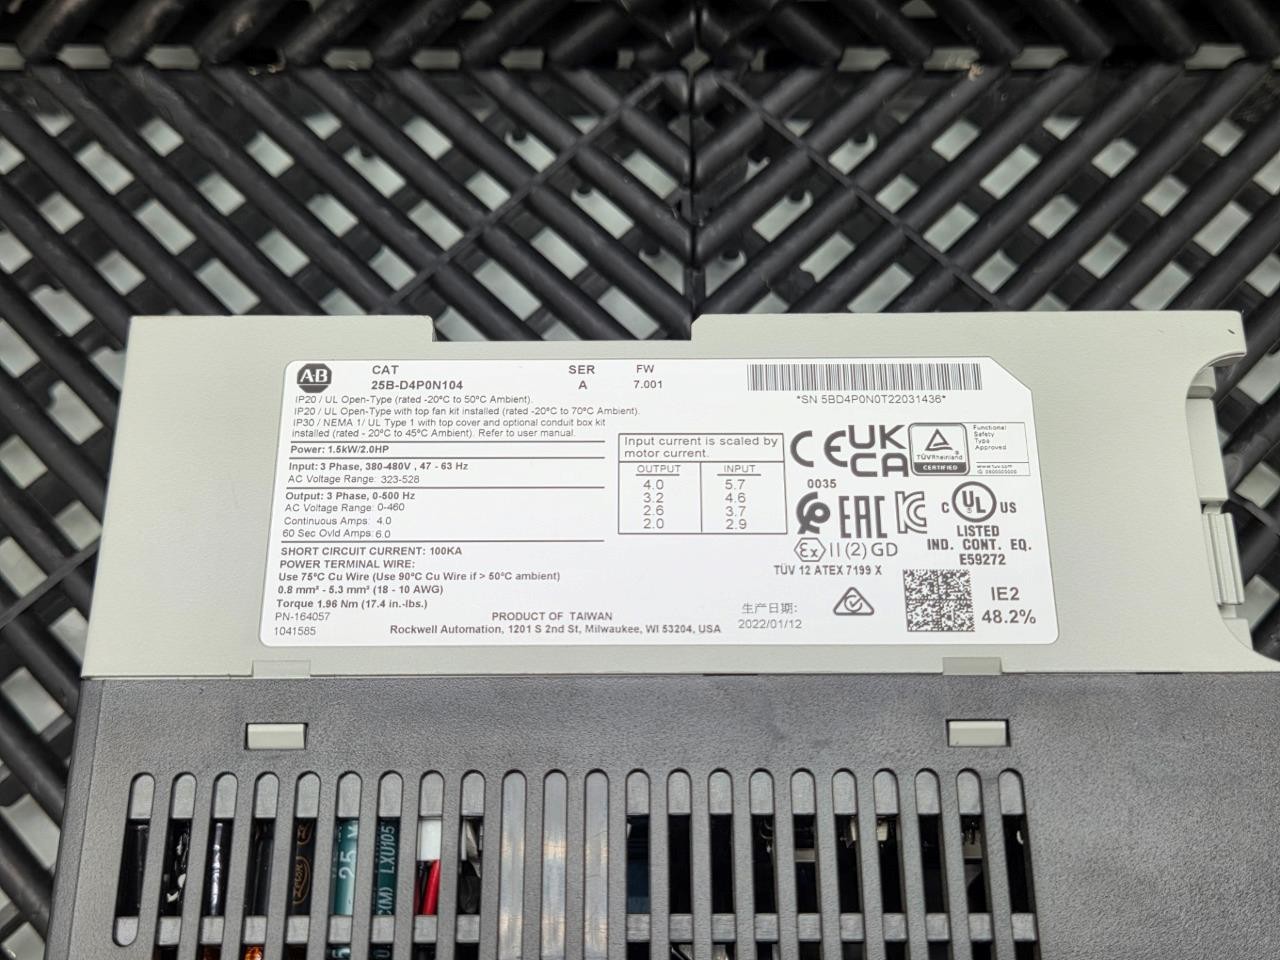 AB
CAT SER FW
25B-D4P0N104 A 7.001
IP20 / UL Open-Type (rated -20°C to 50°C Ambient).
IP20 / UL Open-Type with top fan kit installed (rated -20°C to 70°C Ambient).
IP30 / NEMA 1/ UL Type 1 with top cover and optional conduit box kit
installed (rated - 20°C to 45°C Ambient). Refer to user manual.
Power: 1.5kW/2.0HP
Input: 3 Phase, 380-480V , 47 - 63 Hz
AC Voltage Range: 323-528
Output: 3 Phase, 0-500 Hz
AC Voltage Range: 0-460
Continuous Amps: 4.0
60 Sec Ovld Amps: 6.0
SHORT CIRCUIT CURRENT: 100KA
POWER TERMINAL WIRE:
Use 75°C Cu Wire (Use 90°C Cu Wire if > 50°C ambient)
0.8 mm² - 5.3 mm² (18 - 10 AWG)
Torque 1.96 Nm (17.4 in.-lbs.)
PN-164057
1041585
PRODUCT OF TAIWAN
Rockwell Automation, 1201 S 2nd St, Milwaukee, WI 53204, USA
Input current is scaled by
motor current.
OUTPUT INPUT
4.0 5.7
3.2 4.6
2.6 3.7
2.0 2.9
*SN 5BD4P0N0T22031436*
CE
0035
UK
CA
TÜVRheinland
CERTIFIED
Functional
Safety
Type
Approved
www.tuv.com
EAC
KC
Ex II (2) GD
TÜV 12 ATEX 7199 X
C UL US
LISTED
IND. CONT. EQ.
E59272
生产日期:
2022/01/12
IE2
48.2%
25 V
(M) LXU105